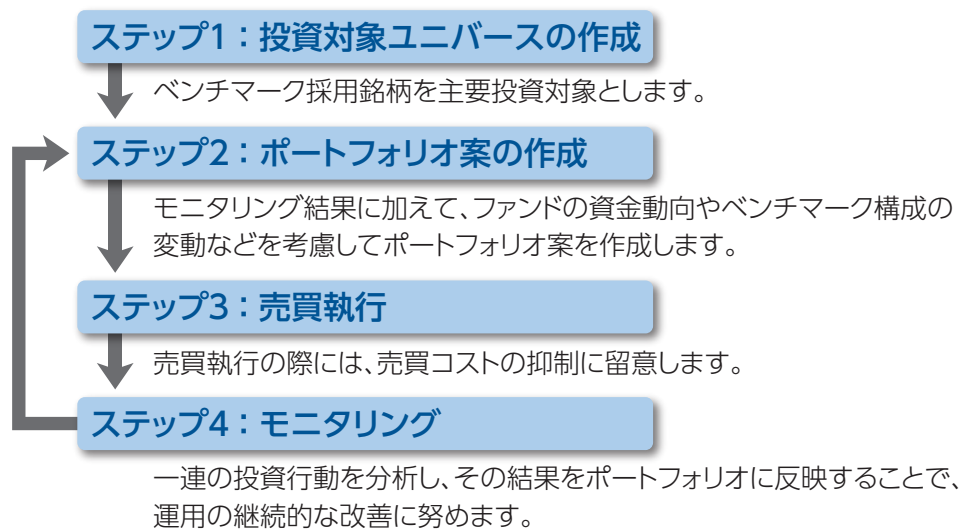 ステップ1：投資対象ユニバースの作成
ベンチマーク採用銘柄を主要投資対象とします。
ステップ2：ポートフォリオ案の作成
モニタリング結果に加えて、ファンドの資金動向やベンチマーク構成の
変動などを考慮してポートフォリオ案を作成します。
ステップ3：売買執行
売買執行の際には、売買コストの抑制に留意します。
ステップ4：モニタリング
一連の投資行動を分析し、その結果をポートフォリオに反映することで、
運用の継続的な改善に努めます。